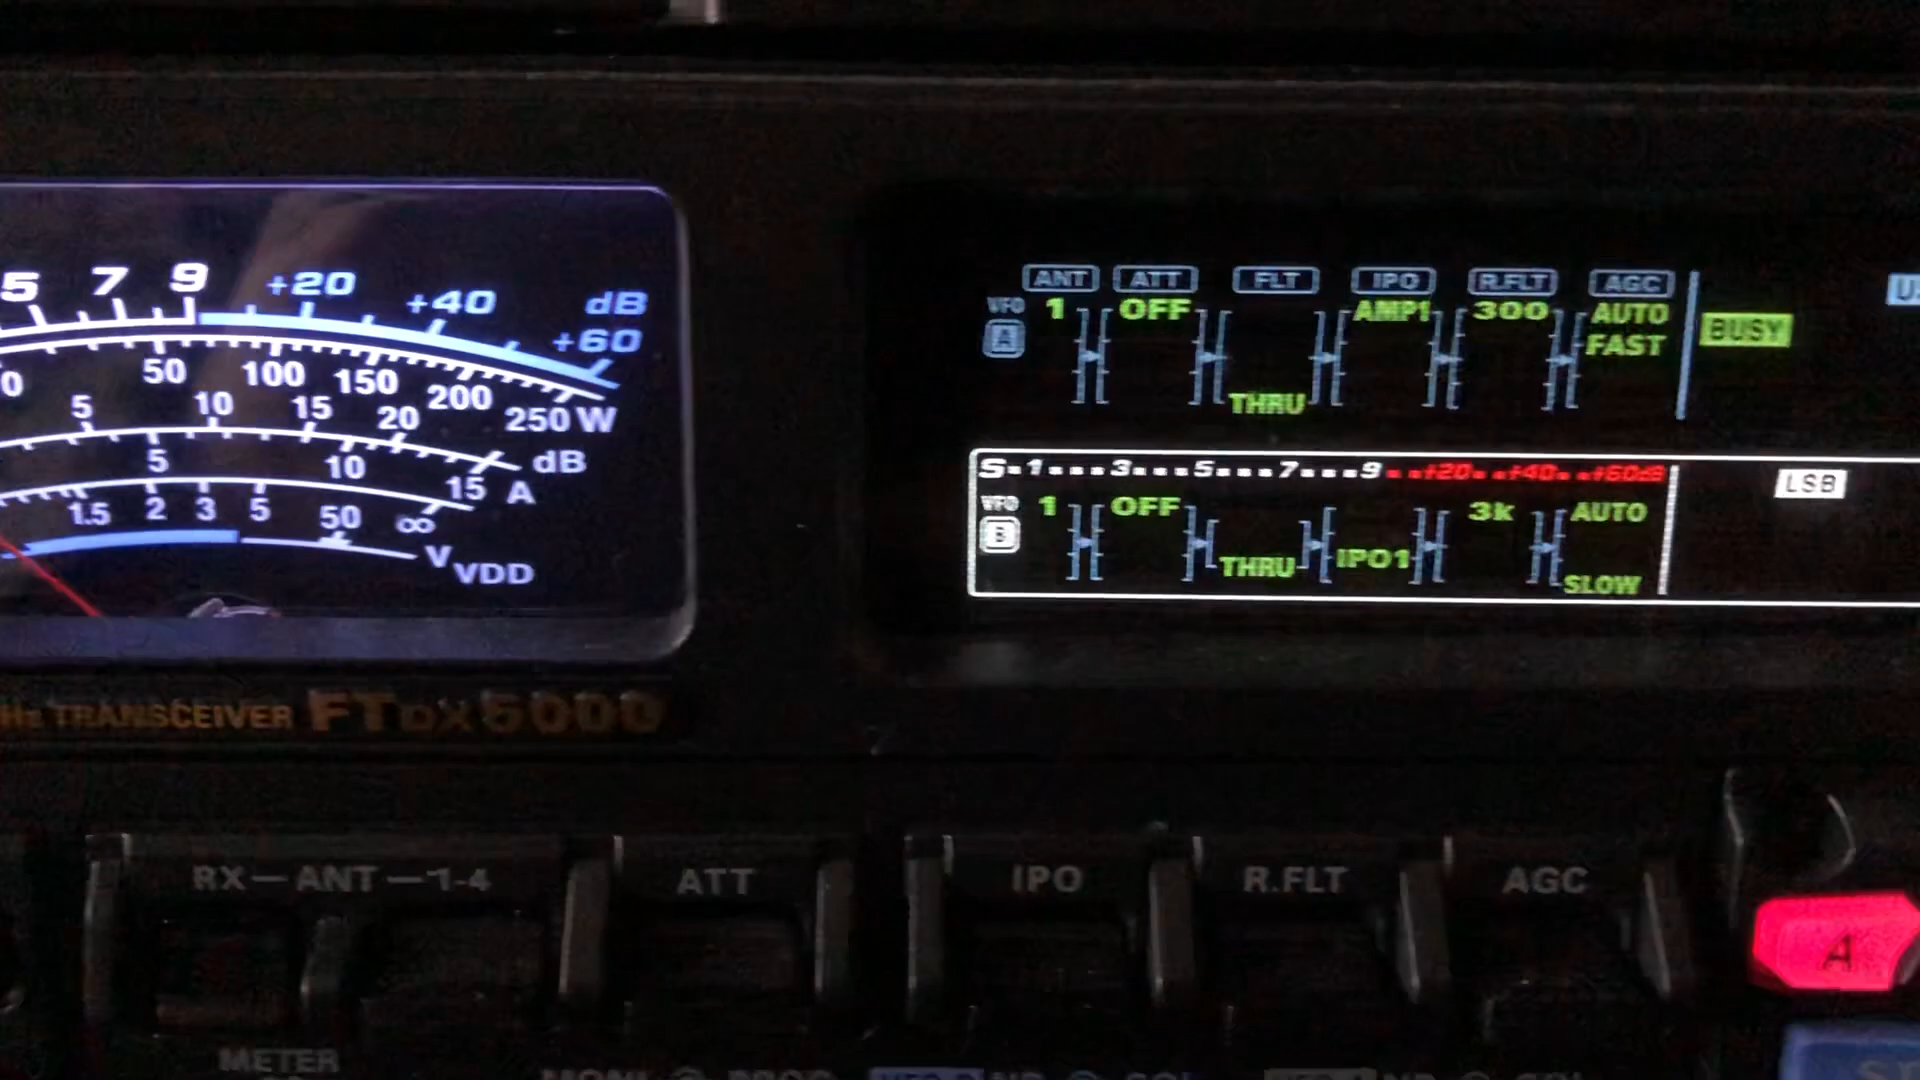 5 7 9 +20 +40 dB
+60
0 50 100 150 200 250 W
5 10 15 20 dB
5 10 15 A
1.5 2 3 5 50 ∞
V VDD
TRANSCEIVER FTDX5000
ANT ATT FLT IPO R.FLT AGC
VFO A 1 OFF THRU AMP1 300 AUTO FAST
BUSY
S 1 3 5 7 9 +20 +40 +60dB
VFO B 1 OFF THRU IPO1 3k AUTO SLOW
LSB
RX—ANT—1-4 ATT IPO R.FLT AGC
A
METER